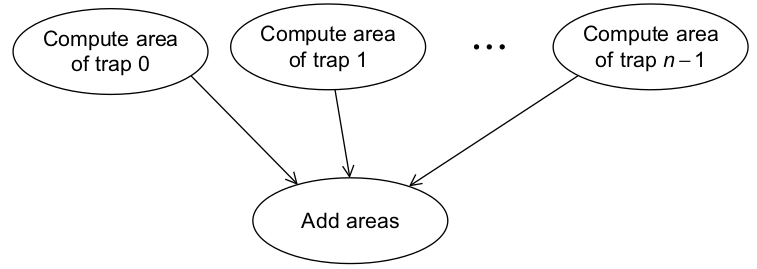 Compute area
of trap 0
Compute area
of trap 1
...
Compute area
of trap n – 1
Add areas